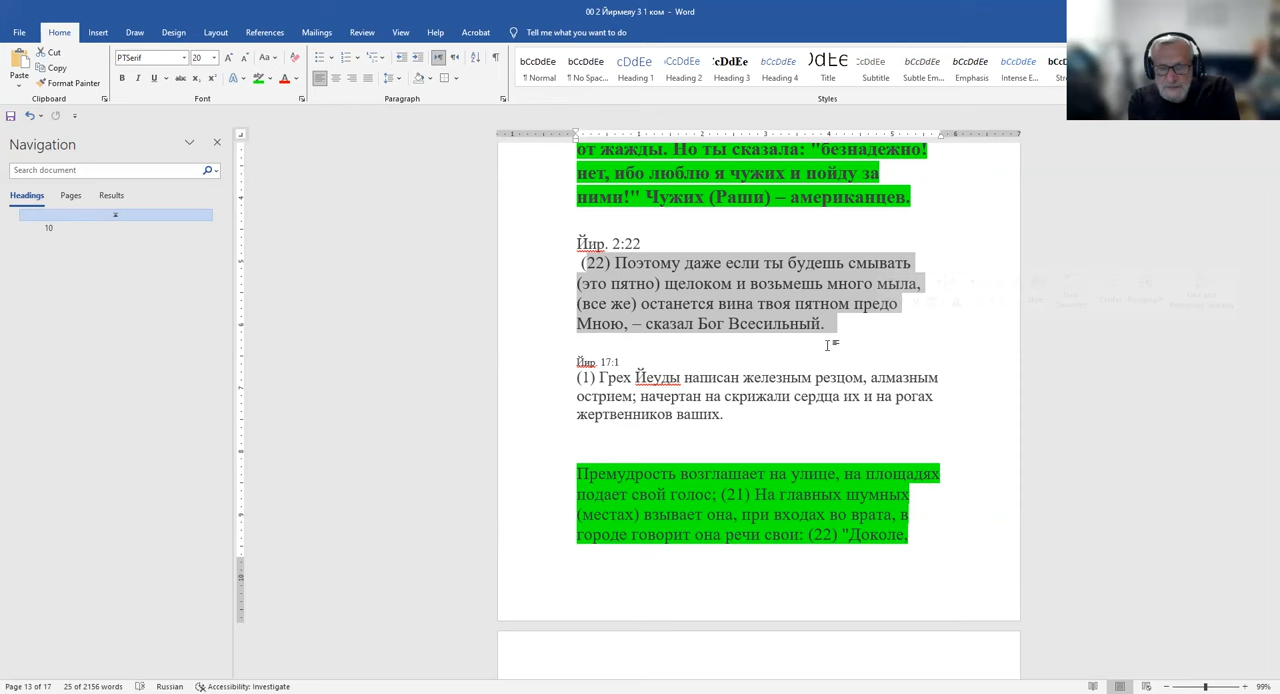 00 2 Йирмеяу 3 1 ком - Word
File Home Insert Draw Design Layout References Mailings Review View Help Acrobat Tell me what you want to do
Paste
Cut
Copy
Format Painter
Clipboard
PTSerif 20
Font
Paragraph
¶ Normal
¶ No Spac...
Heading 1
Heading 2
Heading 3
Heading 4
Title
Subtitle
Subtle Em...
Emphasis
Intense E...
Styles
Navigation
Search document
Headings Pages Results
10
от жажды. Но ты сказала: "безнадежно!
нет, ибо люблю я чужих и пойду за
ними!" Чужих (Раши) – американцев.
Йир. 2:22
(22) Поэтому даже если ты будешь смывать
(это пятно) щелоком и возьмешь много мыла,
(все же) останется вина твоя пятном предо
Мною, – сказал Бог Всесильный.
Йир. 17:1
(1) Грех Йеуды написан железным резцом, алмазным
острием; начертан на скрижали сердца их и на рогах
жертвенников ваших.
Премудрость возглашает на улице, на площадях
подает свой голос; (21) На главных шумных
(местах) взывает она, при входах во врата, в
городе говорит она речи свои: (22) "Доколе,
Page 13 of 17 25 of 2156 words Russian Accessibility: Investigate 99%